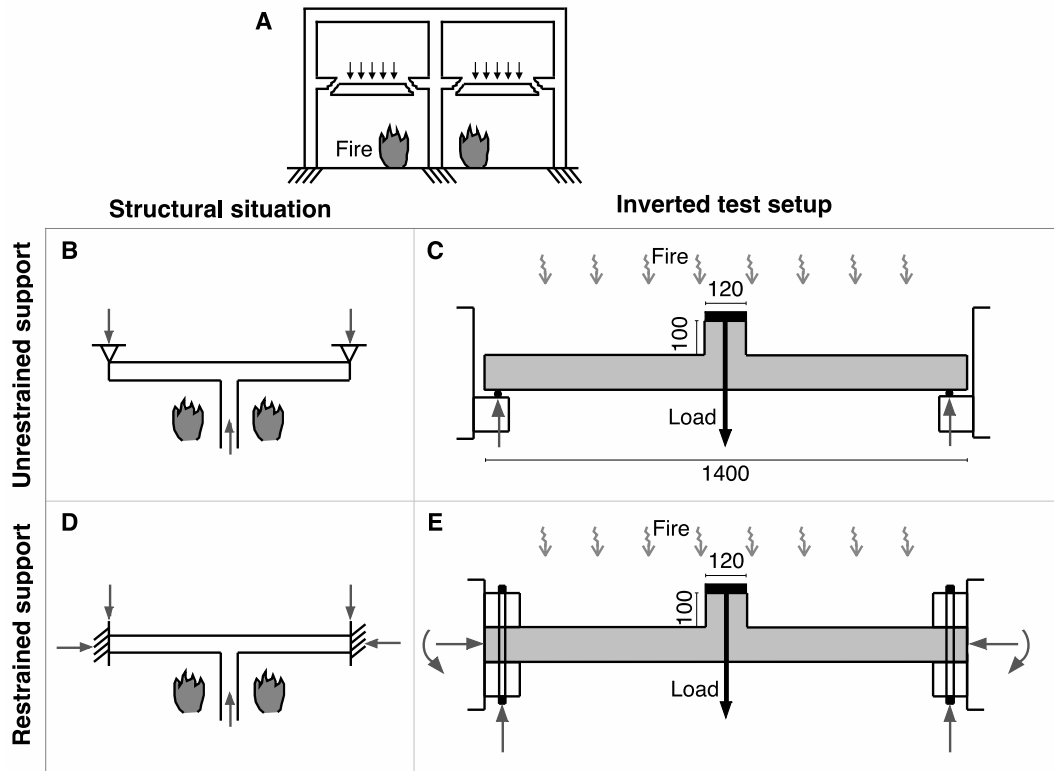 A
Fire
Structural situation
Inverted test setup
Unrestrained support
B
C
Fire
120
100
Load
1400
Restrained support
D
E
Fire
120
100
Load